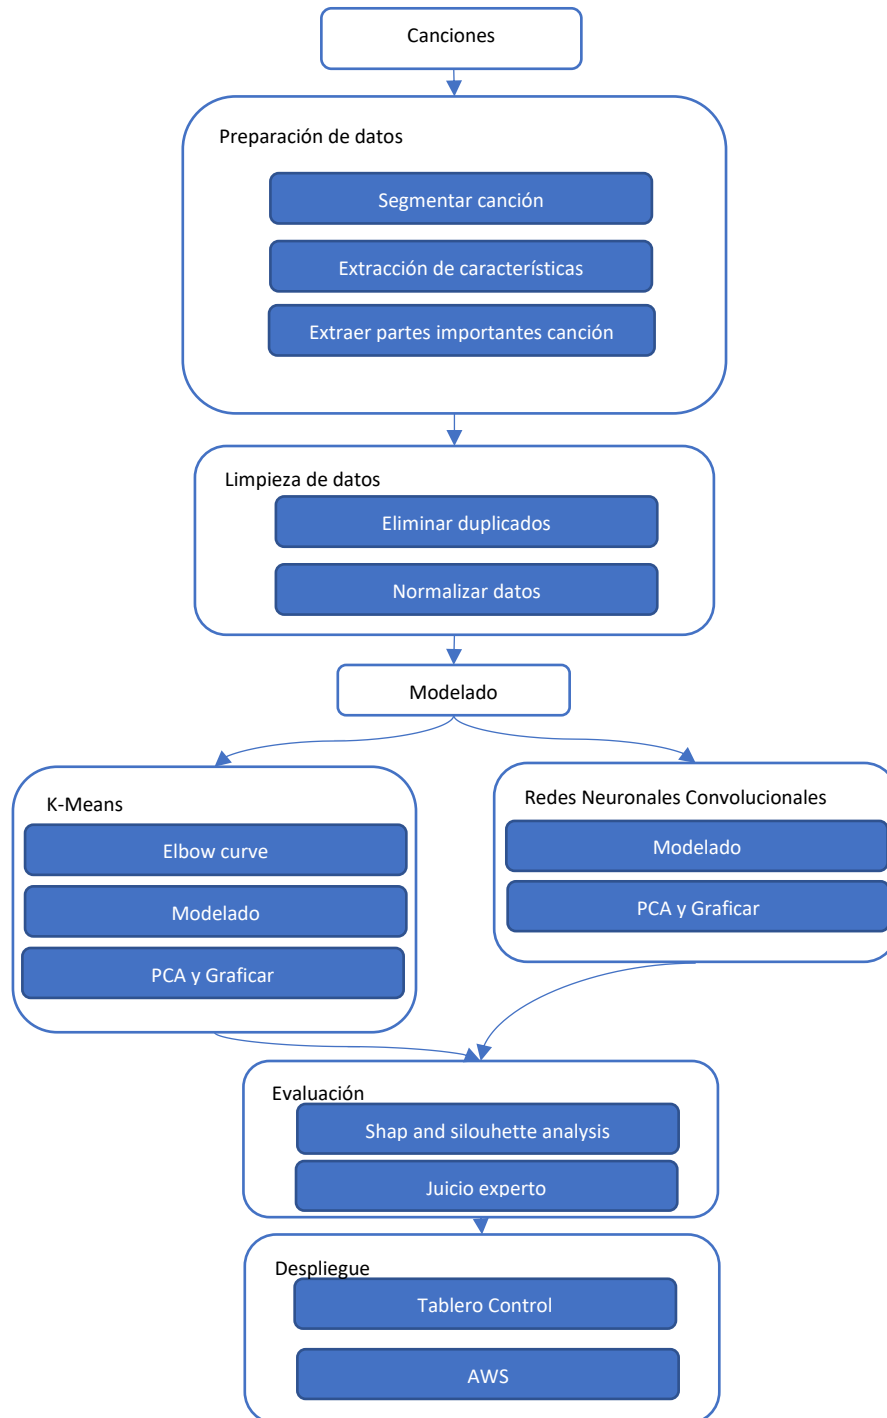 Canciones
Preparación de datos
Segmentar canción
Extracción de características
Extraer partes importantes canción
Limpieza de datos
Eliminar duplicados
Normalizar datos
Modelado
K-Means
Elbow curve
Modelado
PCA y Graficar
Redes Neuronales Convolucionales
Modelado
PCA y Graficar
Evaluación
Shap and silouhette analysis
Juicio experto
Despliegue
Tablero Control
AWS